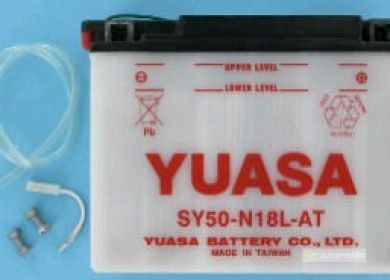 UPPER LEVEL
LOWER LEVEL
Pb
YUASA
SY50-N18L-AT
YUASA BATTERY CO., LTD.
MADE IN TAIWAN